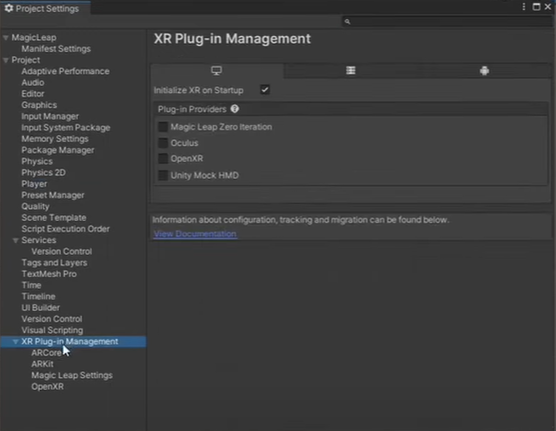 Project Settings
MagicLeap
Manifest Settings
Project
Adaptive Performance
Audio
Editor
Graphics
Input Manager
Input System Package
Memory Settings
Package Manager
Physics
Physics 2D
Player
Preset Manager
Quality
Scene Template
Script Execution Order
Services
Version Control
Tags and Layers
TextMesh Pro
Time
Timeline
UI Builder
Version Control
Visual Scripting
XR Plug-in Management
ARCore
ARKit
Magic Leap Settings
OpenXR
XR Plug-in Management
Initialize XR on Startup
Plug-in Providers
Magic Leap Zero Iteration
Oculus
OpenXR
Unity Mock HMD
Information about configuration, tracking and migration can be found below.
View Documentation